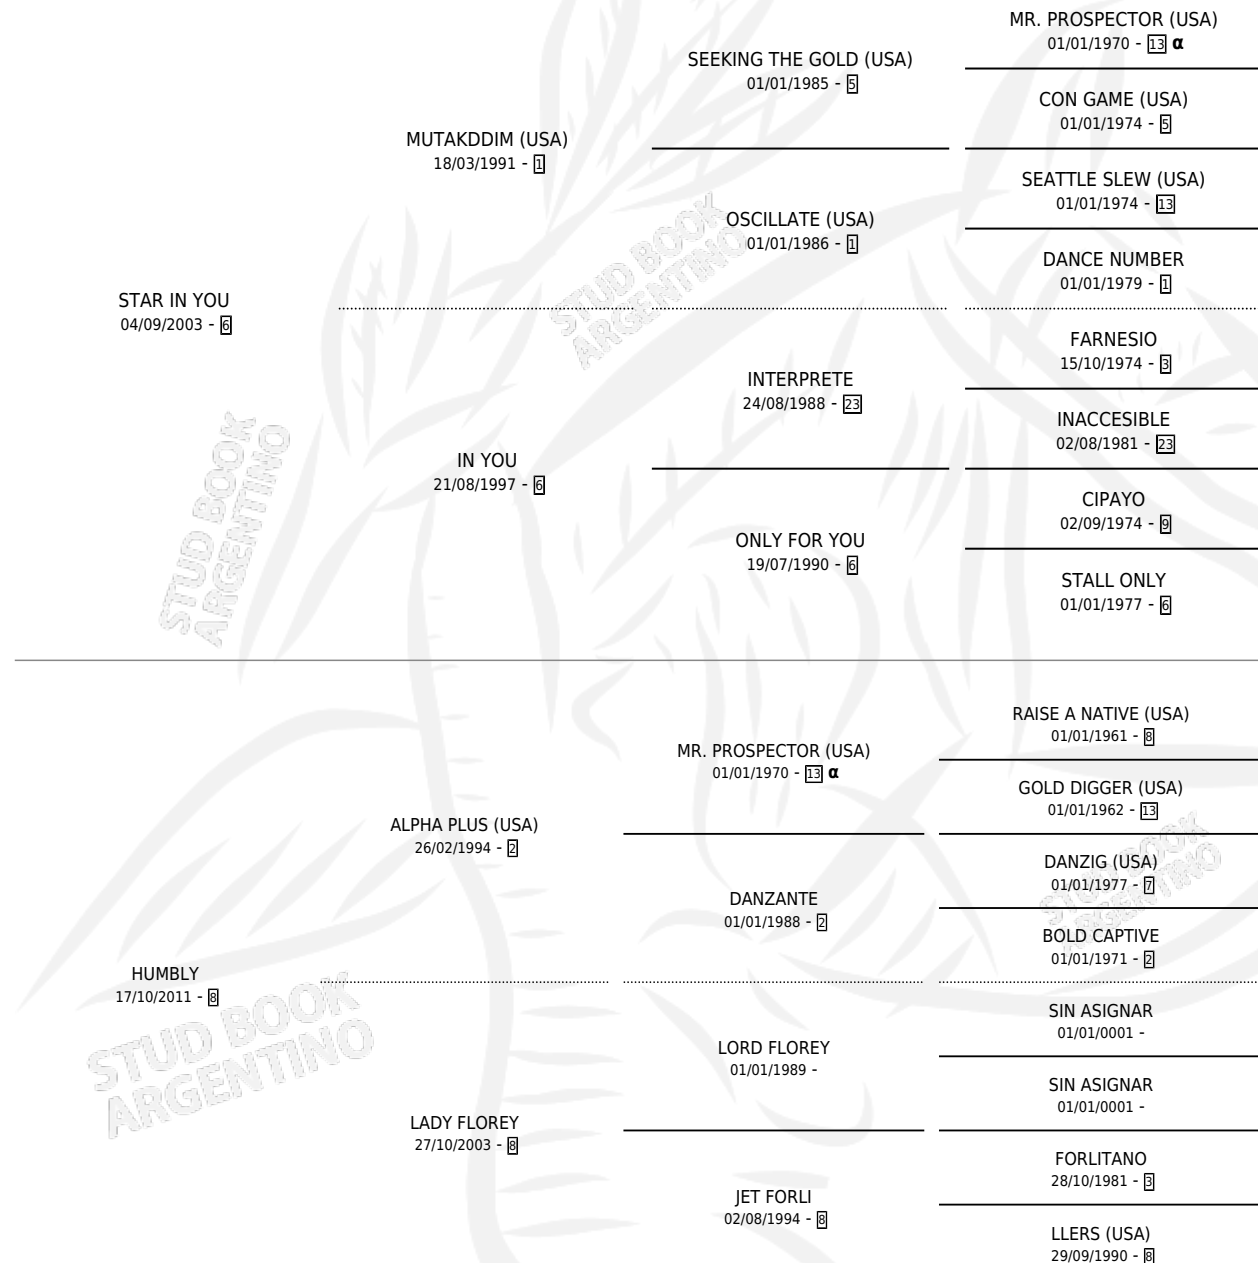 MR. PROSPECTOR (USA)
01/01/1970 - 13 α
SEEKING THE GOLD (USA)
01/01/1985 - 5
CON GAME (USA)
01/01/1974 - 5
MUTAKDDIM (USA)
18/03/1991 - 1
SEATTLE SLEW (USA)
01/01/1974 - 13
OSCILLATE (USA)
01/01/1986 - 1
DANCE NUMBER
01/01/1979 - 1
STAR IN YOU
04/09/2003 - 6
FARNESIO
15/10/1974 - 3
INTERPRETE
24/08/1988 - 23
INACCESIBLE
02/08/1981 - 23
IN YOU
21/08/1997 - 6
CIPAYO
02/09/1974 - 9
ONLY FOR YOU
19/07/1990 - 6
STALL ONLY
01/01/1977 - 6
STUD BOOK
ARGENTINO
STUD BOOK
ARGENTINO
RAISE A NATIVE (USA)
01/01/1961 - 8
MR. PROSPECTOR (USA)
01/01/1970 - 13 α
GOLD DIGGER (USA)
01/01/1962 - 13
ALPHA PLUS (USA)
26/02/1994 - 2
DANZIG (USA)
01/01/1977 - 7
DANZANTE
01/01/1988 - 2
BOLD CAPTIVE
01/01/1971 - 2
HUMBLY
17/10/2011 - 8
SIN ASIGNAR
01/01/0001 -
LORD FLOREY
01/01/1989 -
SIN ASIGNAR
01/01/0001 -
LADY FLOREY
27/10/2003 - 8
FORLITANO
28/10/1981 - 3
JET FORLI
02/08/1994 - 8
LLERS (USA)
29/09/1990 - 8
STUD BOOK
ARGENTINO
STUD BOOK
ARGENTINO